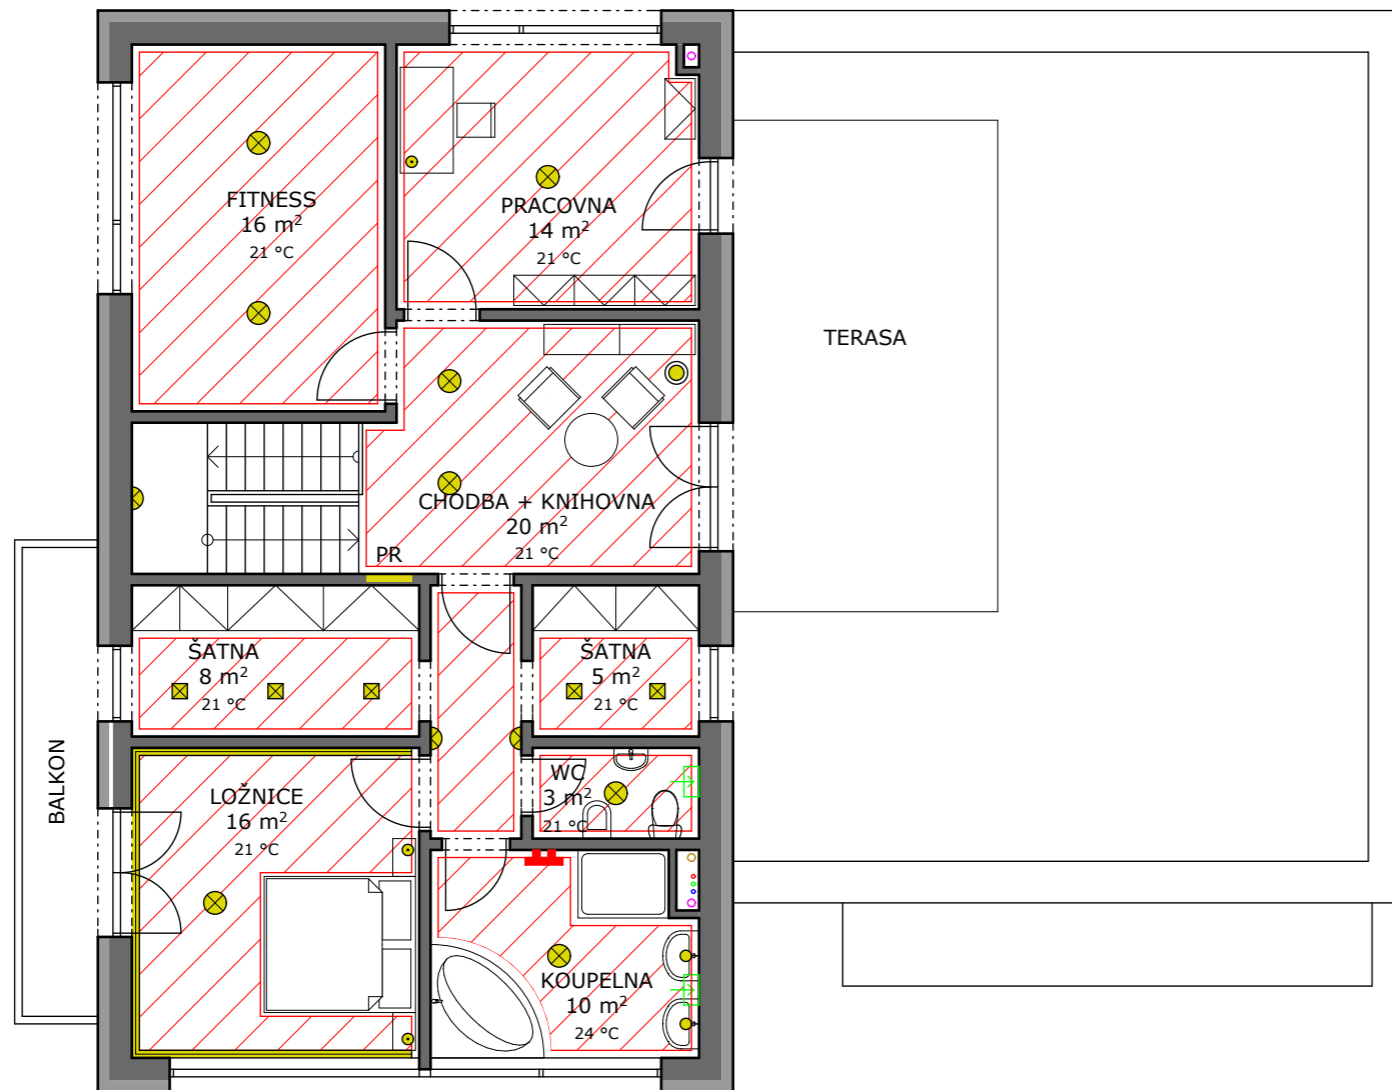 FITNESS
16 m²
21 °C
PRACOVNA
14 m²
21 °C
TERASA
CHODBA + KNIHOVNA
20 m²
21 °C
PR
ŠATNA
8 m²
21 °C
ŠATNA
5 m²
21 °C
BALKON
LOŽNICE
16 m²
21 °C
WC
3 m²
21 °C
KOUPELNA
10 m²
24 °C